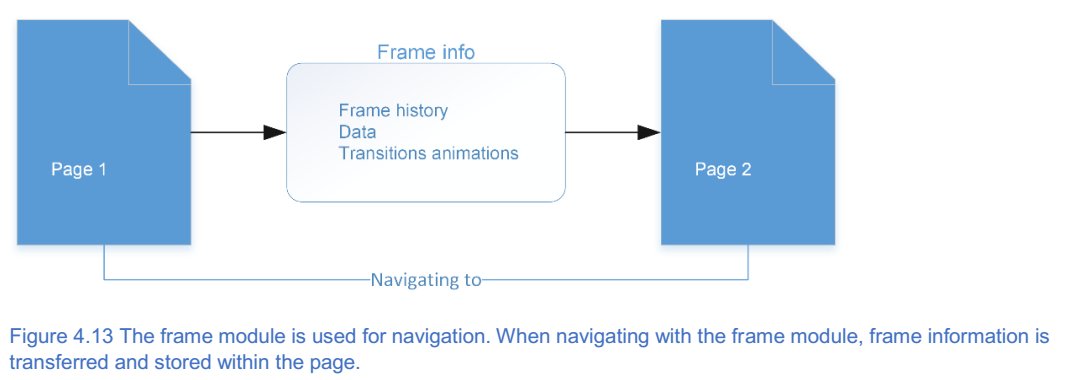 Frame info
Frame history
Data
Transitions animations
Page 1
Page 2
Navigating to
Figure 4.13 The frame module is used for navigation. When navigating with the frame module, frame information is
transferred and stored within the page.